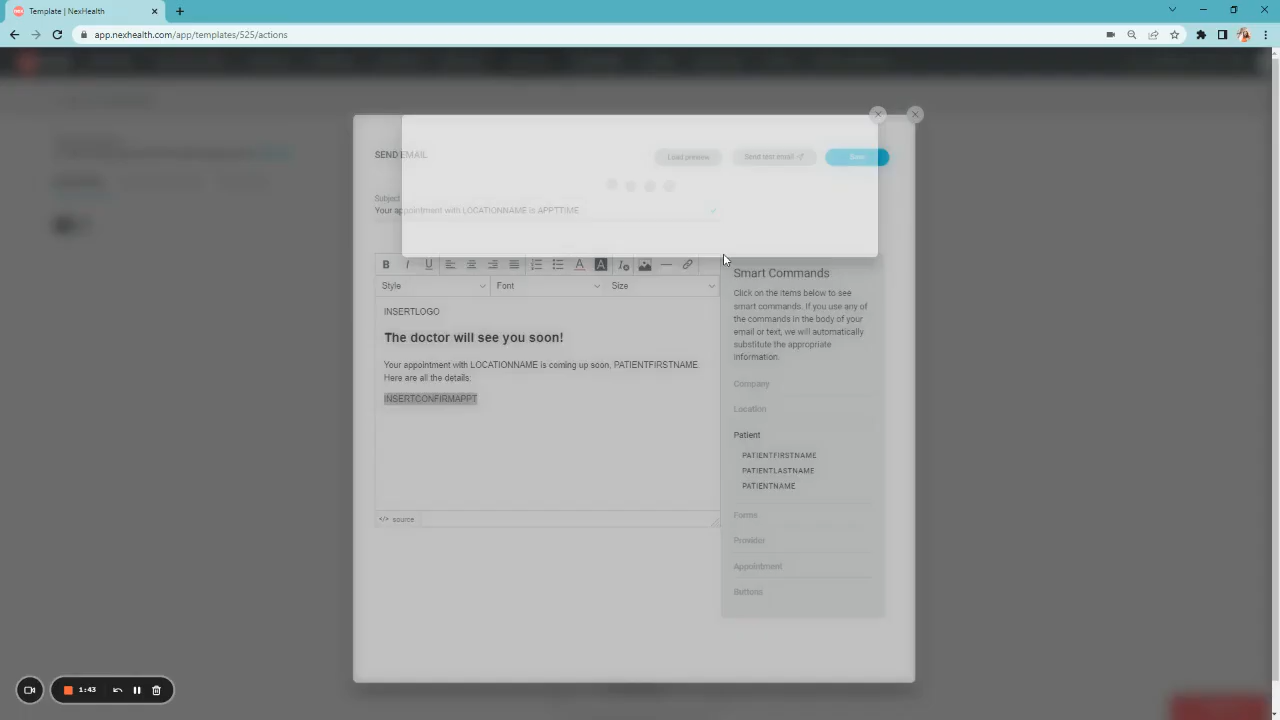 Template | NexHealth
app.nexhealth.com/app/templates/525/actions
SEND EMAIL
Load preview
Send test email
Save
Subject
Your appointment with LOCATIONNAME is APPTTIME
B I U A A
Style Font Size
INSERTLOGO
The doctor will see you soon!
Your appointment with LOCATIONNAME is coming up soon, PATIENTFIRSTNAME.
Here are all the details:
INSERTCONFIRMAPPT
</> source
Smart Commands
Click on the items below to see
smart commands. If you use any of
the commands in the body of your
email or text, we will automatically
substitute the appropriate
information.
Company
Location
Patient
PATIENTFIRSTNAME
PATIENTLASTNAME
PATIENTNAME
Forms
Provider
Appointment
Buttons
1:43